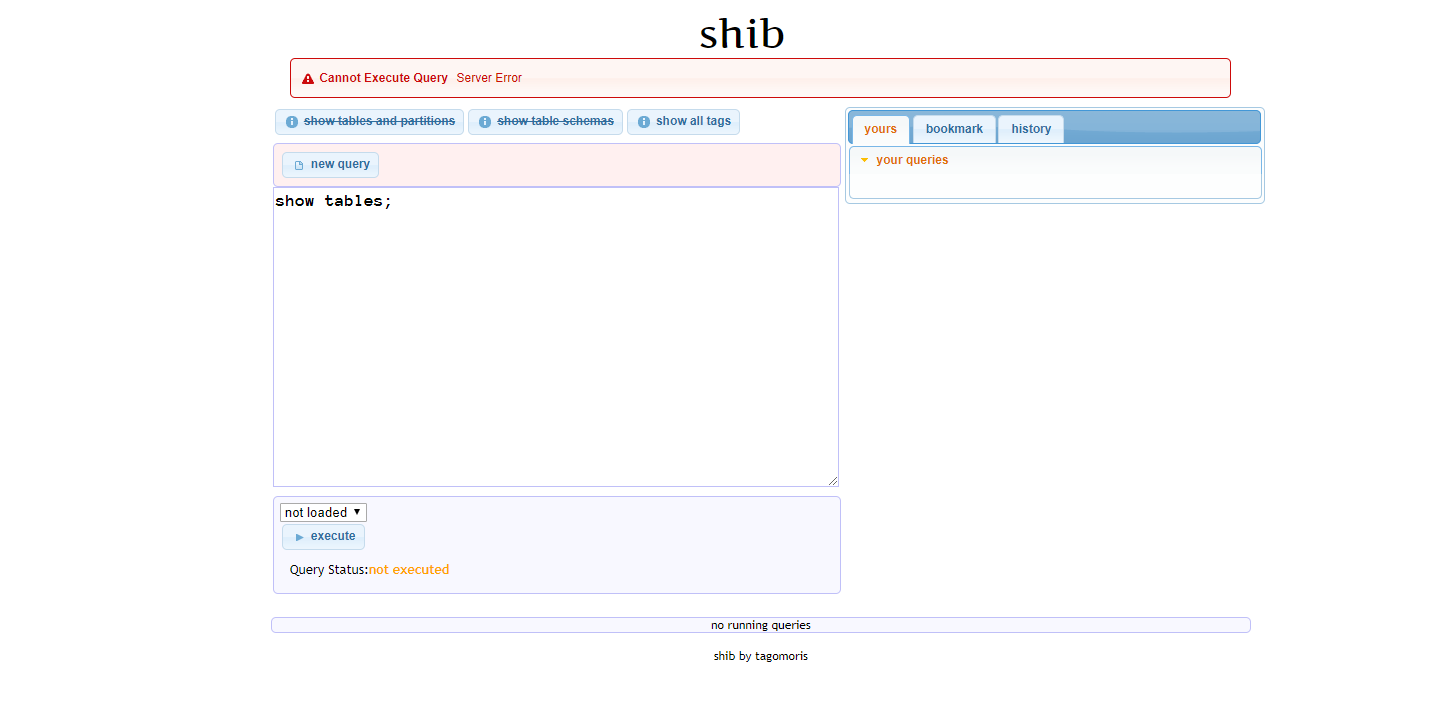 shib
Cannot Execute Query Server Error
show tables and partitions show table schemas show all tags
yours bookmark history
new query
your queries
show tables;
not loaded
execute
Query Status:not executed
no running queries
shib by tagomoris